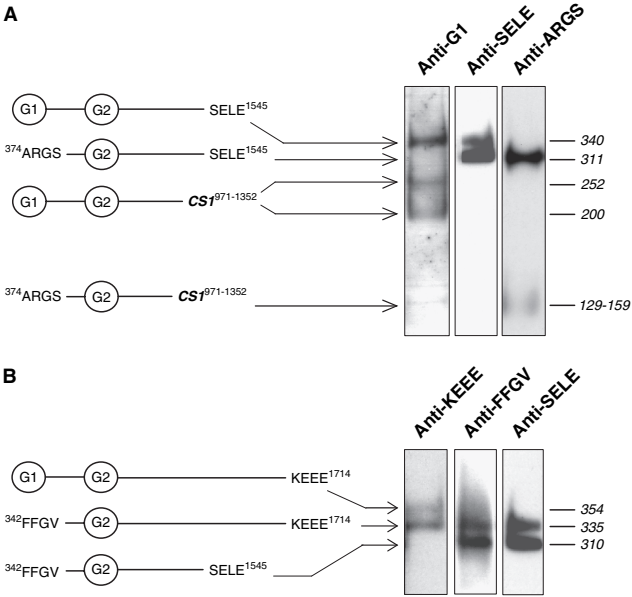 A
Anti-G1 Anti-SELE Anti-ARGS
G1 G2 SELE1545
374ARGS G2 SELE1545
G1 G2 CS1971-1352
374ARGS G2 CS1971-1352
340
311
252
200
129-159
B
Anti-KEEE Anti-FFGV Anti-SELE
G1 G2 KEEE1714
342FFGV G2 KEEE1714
342FFGV G2 SELE1545
354
335
310